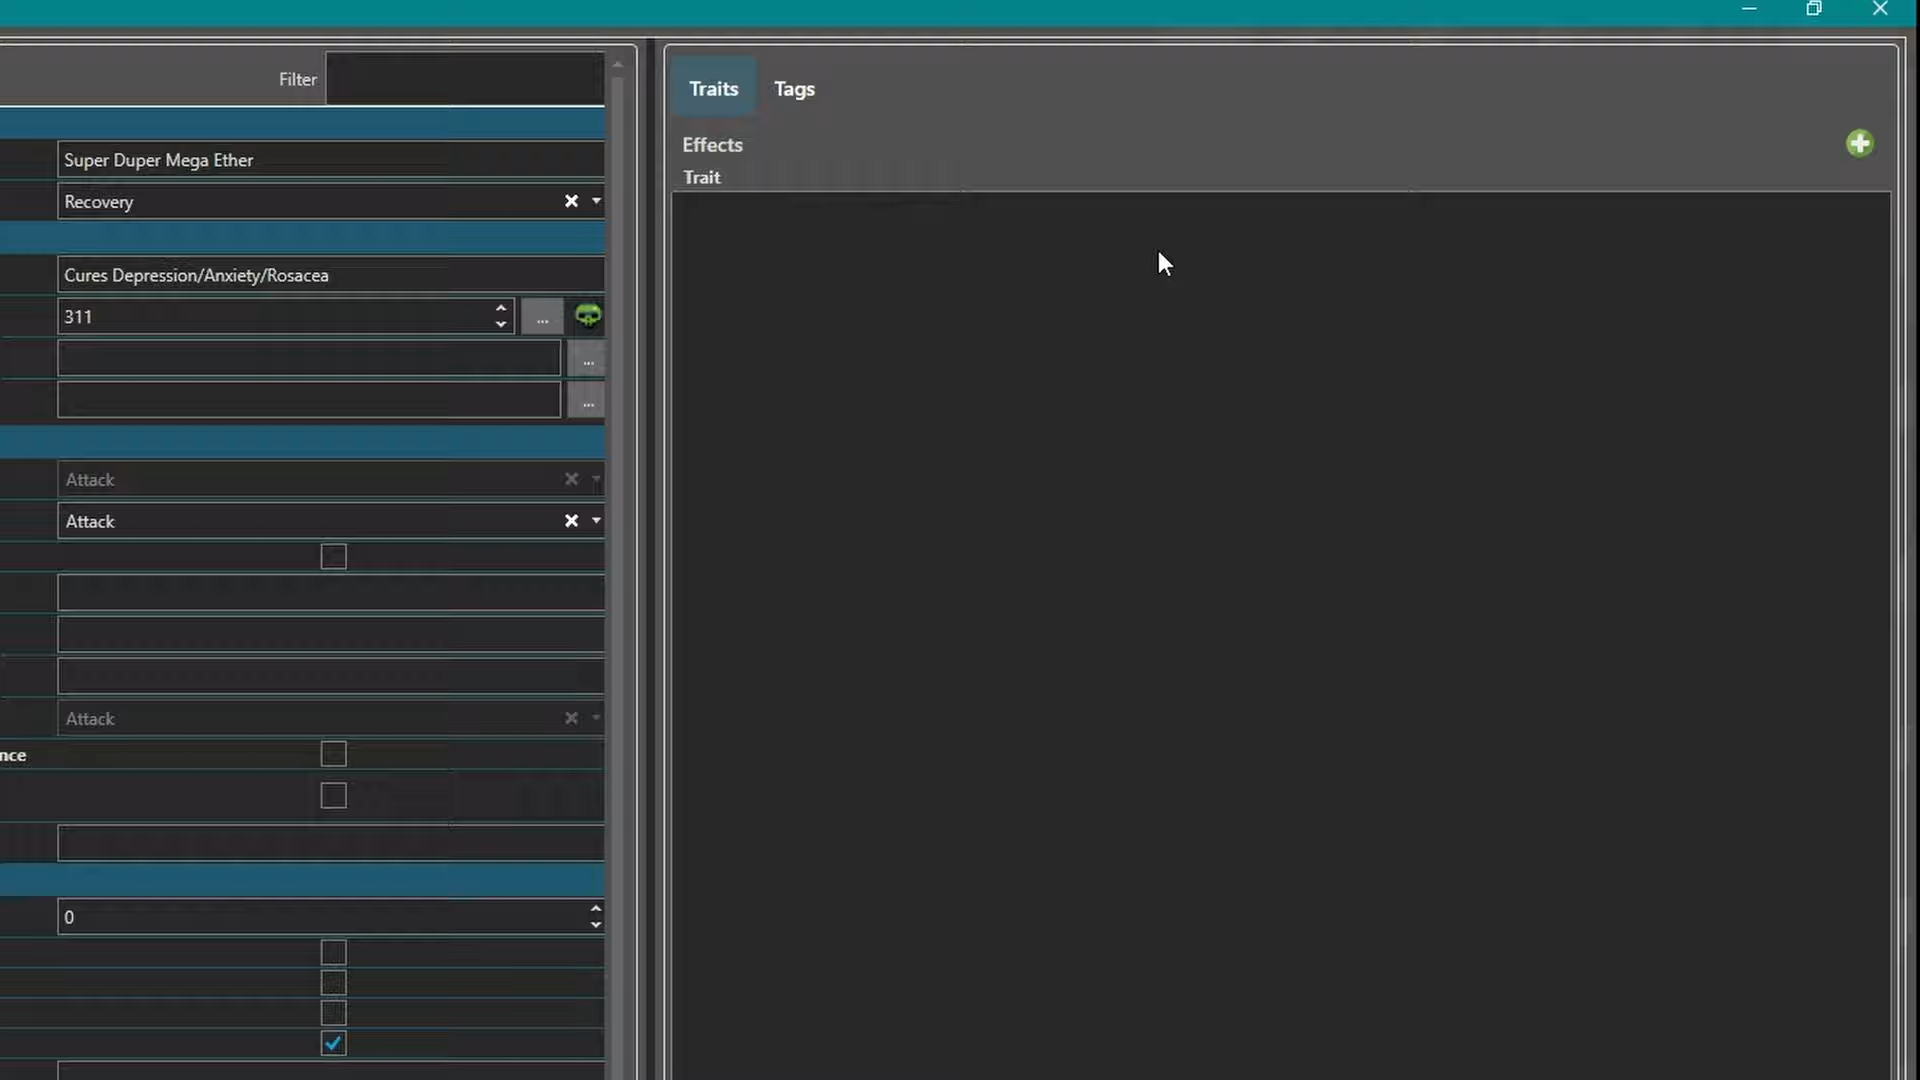 Filter
Super Duper Mega Ether
Recovery
Cures Depression/Anxiety/Rosacea
311
...
...
...
Attack
Attack
Attack
nce
0
Traits Tags
Effects
Trait